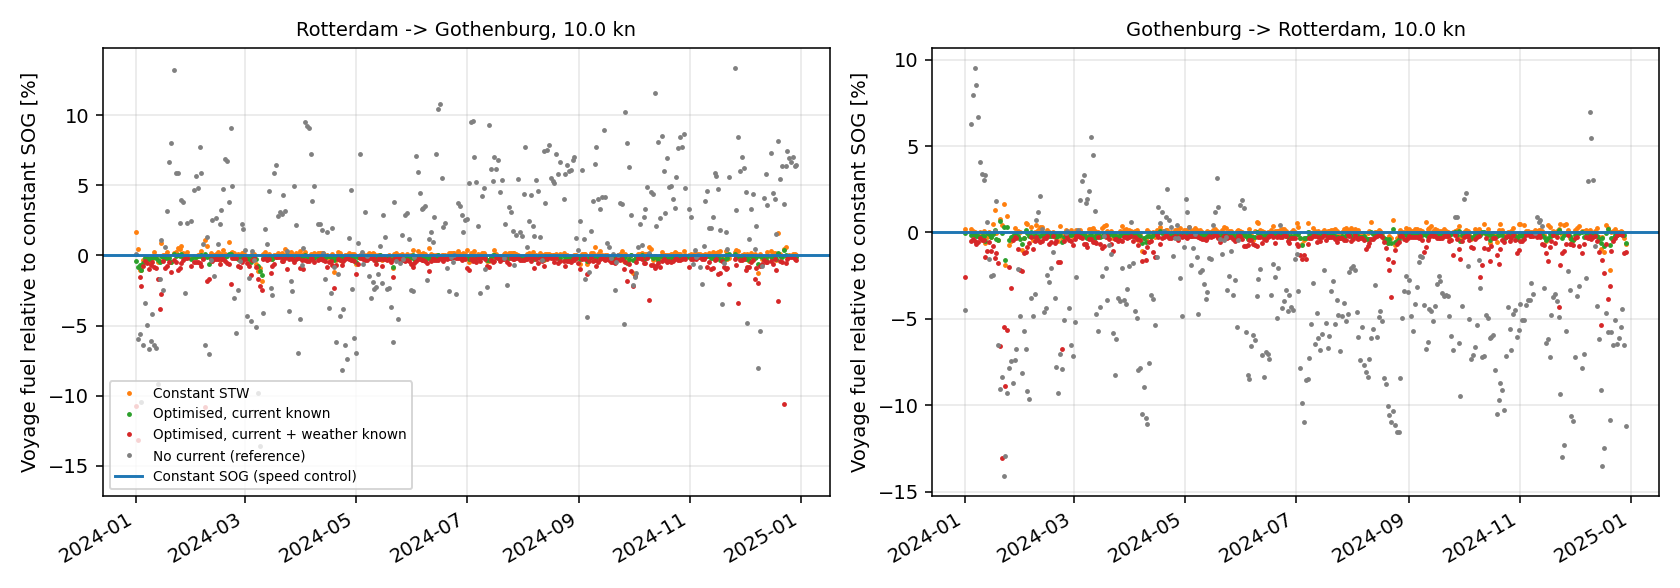 Rotterdam -> Gothenburg, 10.0 kn
Voyage fuel relative to constant SOG [%]
10
5
0
−5
−10
−15
Constant STW
Optimised, current known
Optimised, current + weather known
No current (reference)
Constant SOG (speed control)
2024-01
2024-03
2024-05
2024-07
2024-09
2024-11
2025-01
Gothenburg -> Rotterdam, 10.0 kn
Voyage fuel relative to constant SOG [%]
10
5
0
−5
−10
−15
2024-01
2024-03
2024-05
2024-07
2024-09
2024-11
2025-01